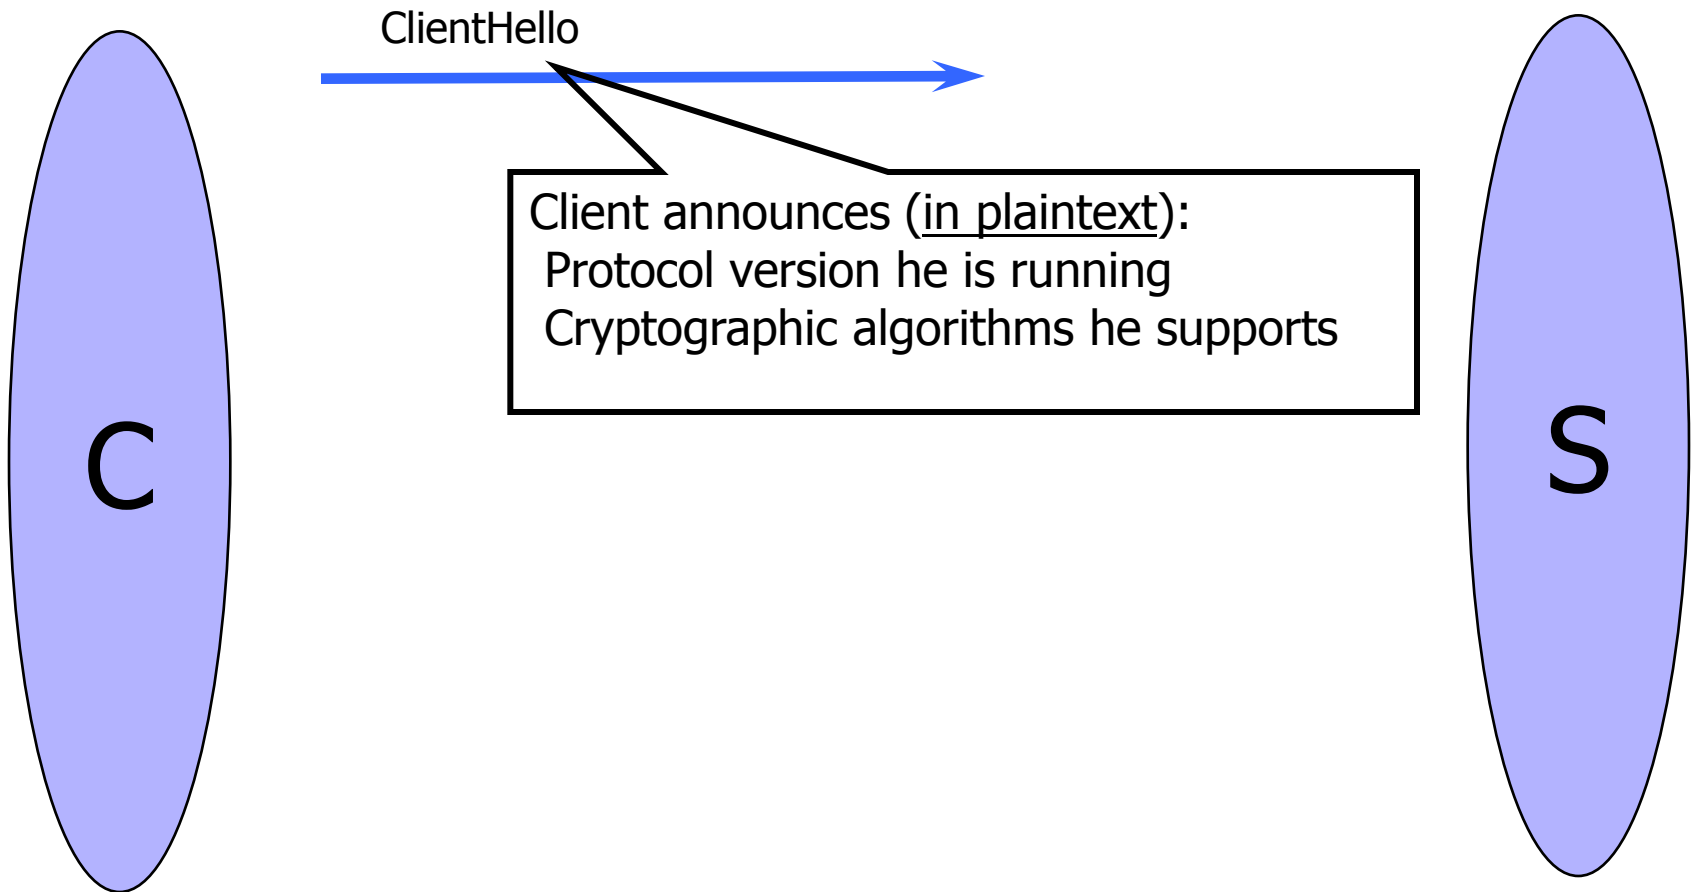 ClientHello
Client announces (in plaintext):
Protocol version he is running
Cryptographic algorithms he supports
C
S